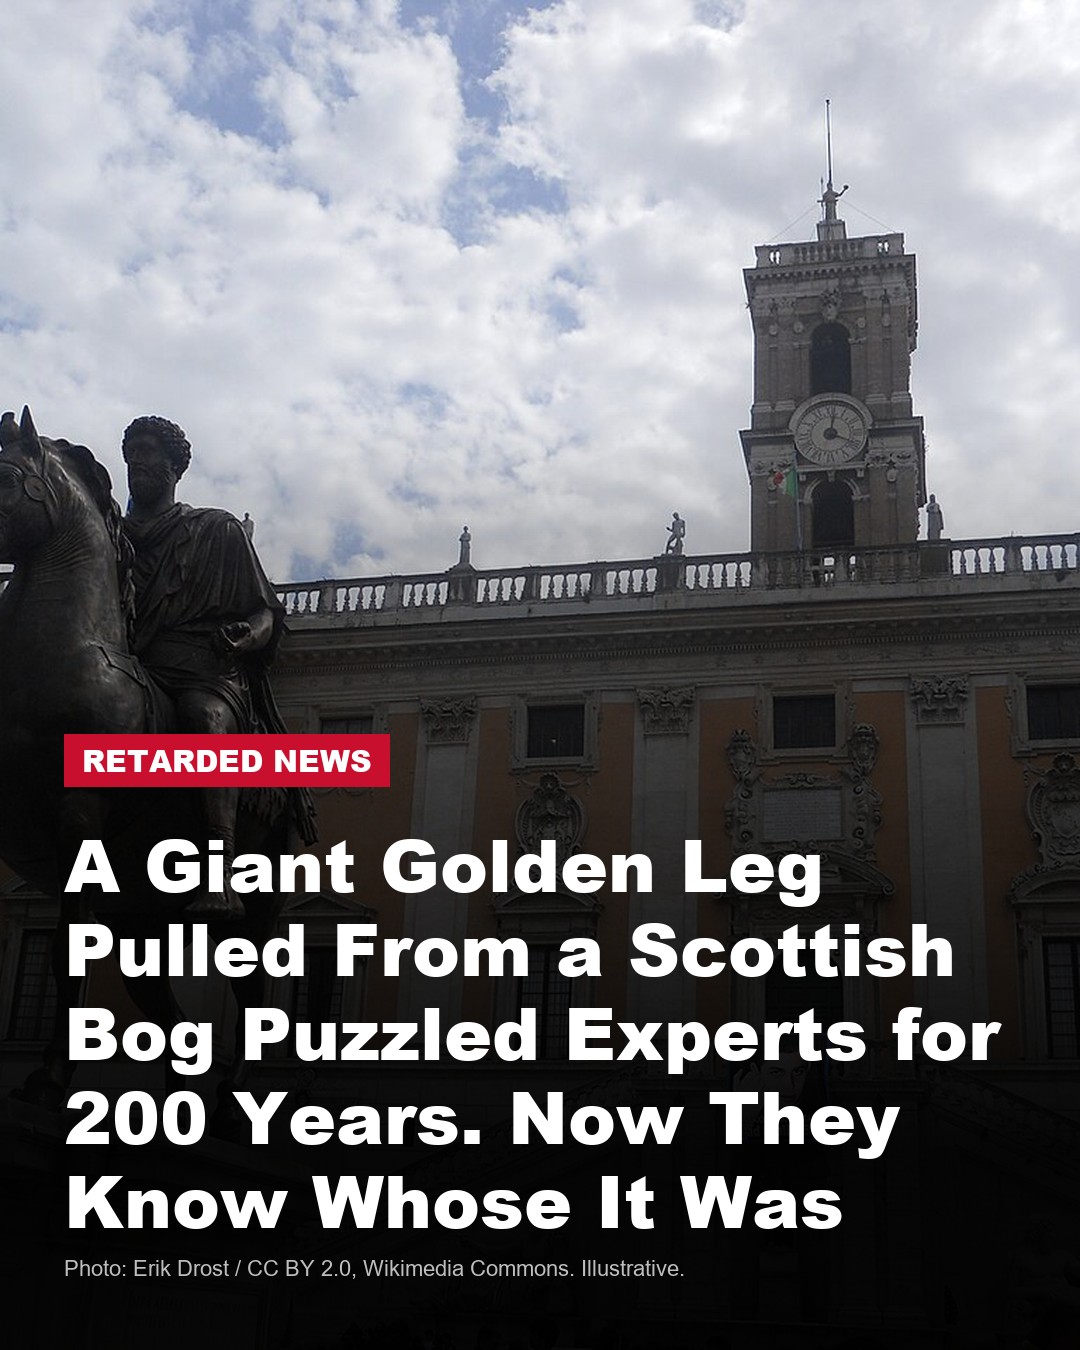 RETARDED NEWS
A Giant Golden Leg
Pulled From a Scottish
Bog Puzzled Experts for
200 Years. Now They
Know Whose It Was
Photo: Erik Drost / CC BY 2.0, Wikimedia Commons. Illustrative.